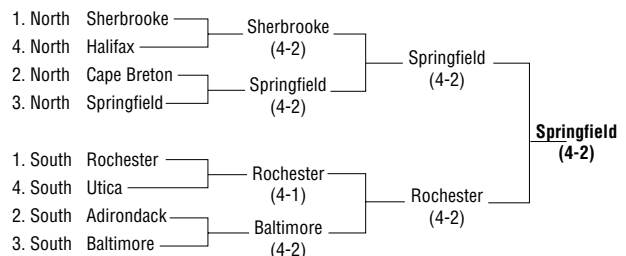 1. North Sherbrooke
4. North Halifax
2. North Cape Breton
3. North Springfield
Sherbrooke
(4-2)
Springfield
(4-2)
Springfield
(4-2)
1. South Rochester
4. South Utica
2. South Adirondack
3. South Baltimore
Rochester
(4-1)
Baltimore
(4-2)
Rochester
(4-2)
Springfield
(4-2)